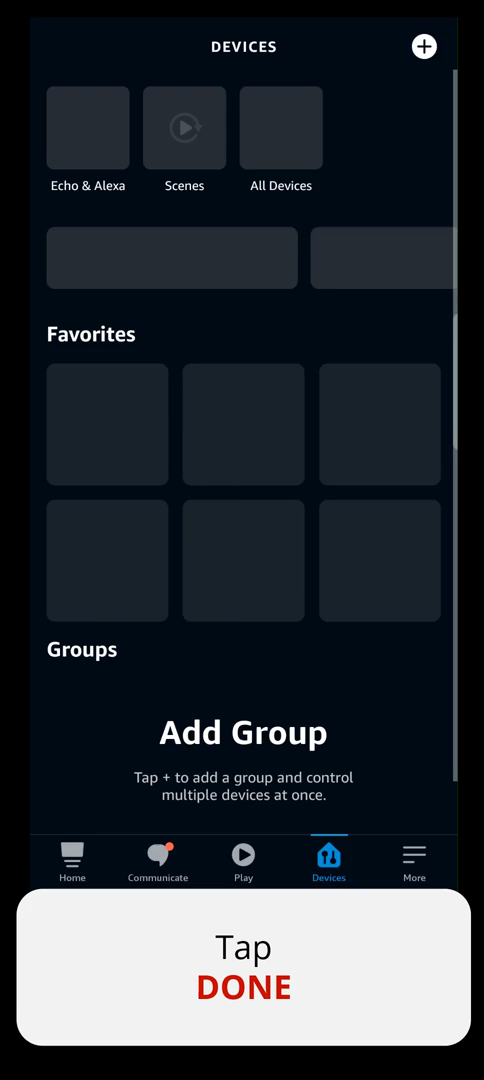 DEVICES
Echo & Alexa
Scenes
All Devices
Favorites
Groups
Add Group
Tap + to add a group and control
multiple devices at once.
Home
Communicate
Play
Devices
More
Tap
DONE